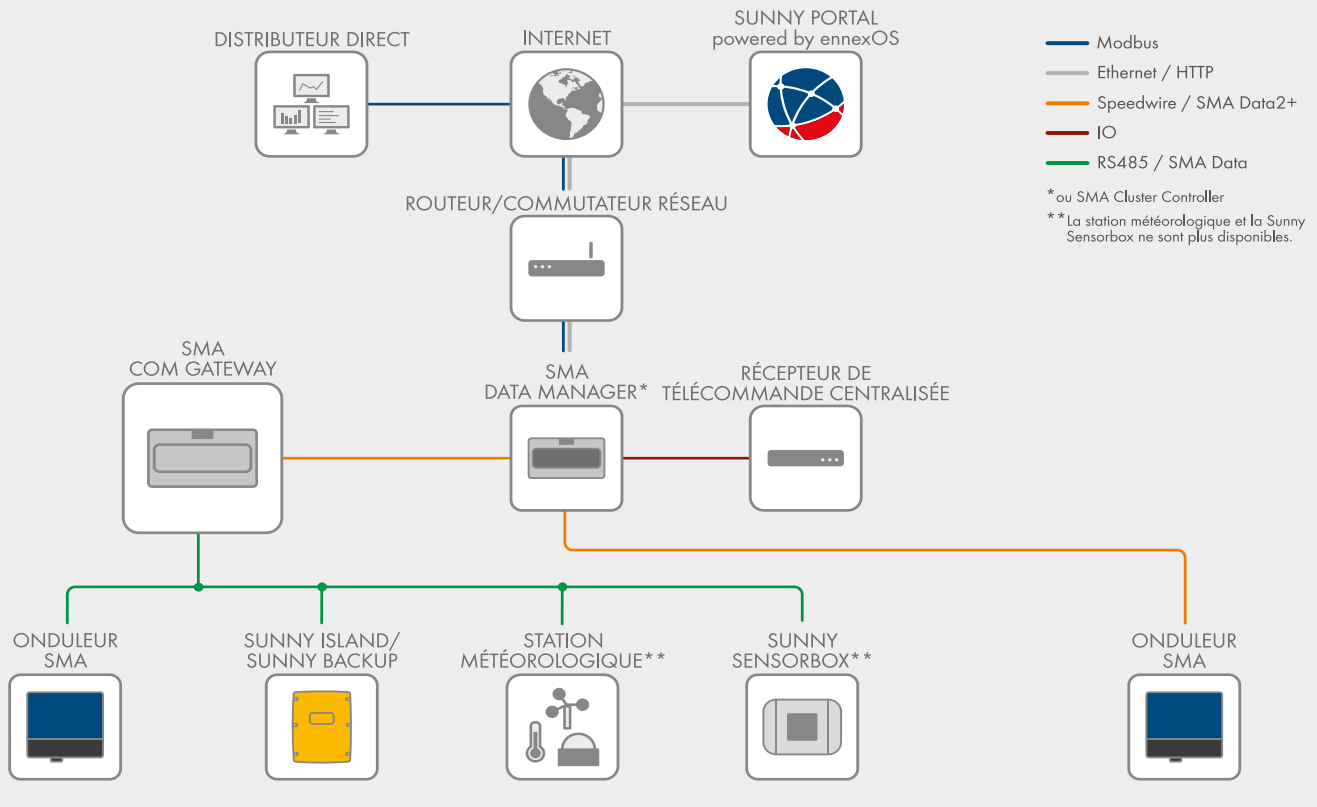 DISTRIBUTEUR DIRECT
INTERNET
SUNNY PORTAL
powered by ennexOS
Modbus
Ethernet / HTTP
Speedwire / SMA Data2+
IO
RS485 / SMA Data
*ou SMA Cluster Controller
**La station météorologique et la Sunny
Sensorbox ne sont plus disponibles.
ROUTEUR/COMMUTATEUR RÉSEAU
SMA
COM GATEWAY
SMA
DATA MANAGER*
RÉCEPTEUR DE
TÉLÉCOMMANDE CENTRALISÉE
ONDULEUR
SMA
SUNNY ISLAND/
SUNNY BACKUP
STATION
MÉTÉOROLOGIQUE**
SUNNY
SENSORBOX**
ONDULEUR
SMA